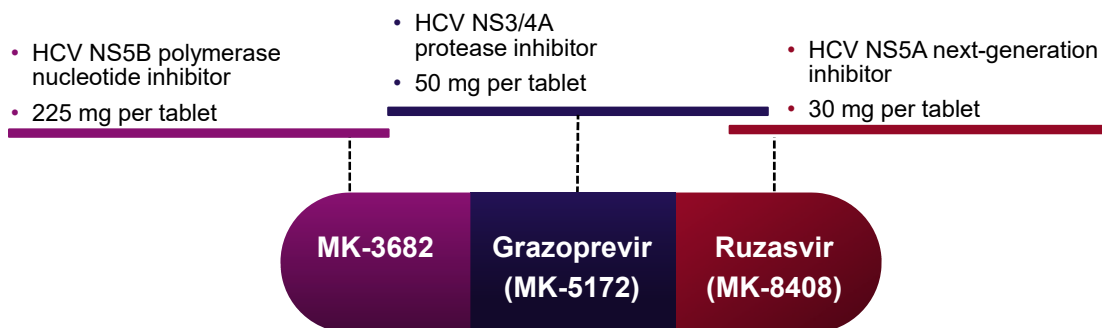 • HCV NS5B polymerase
nucleotide inhibitor
• 225 mg per tablet
• HCV NS3/4A
protease inhibitor
• 50 mg per tablet
• HCV NS5A next-generation
inhibitor
• 30 mg per tablet
MK-3682
Grazoprevir
(MK-5172)
Ruzasvir
(MK-8408)